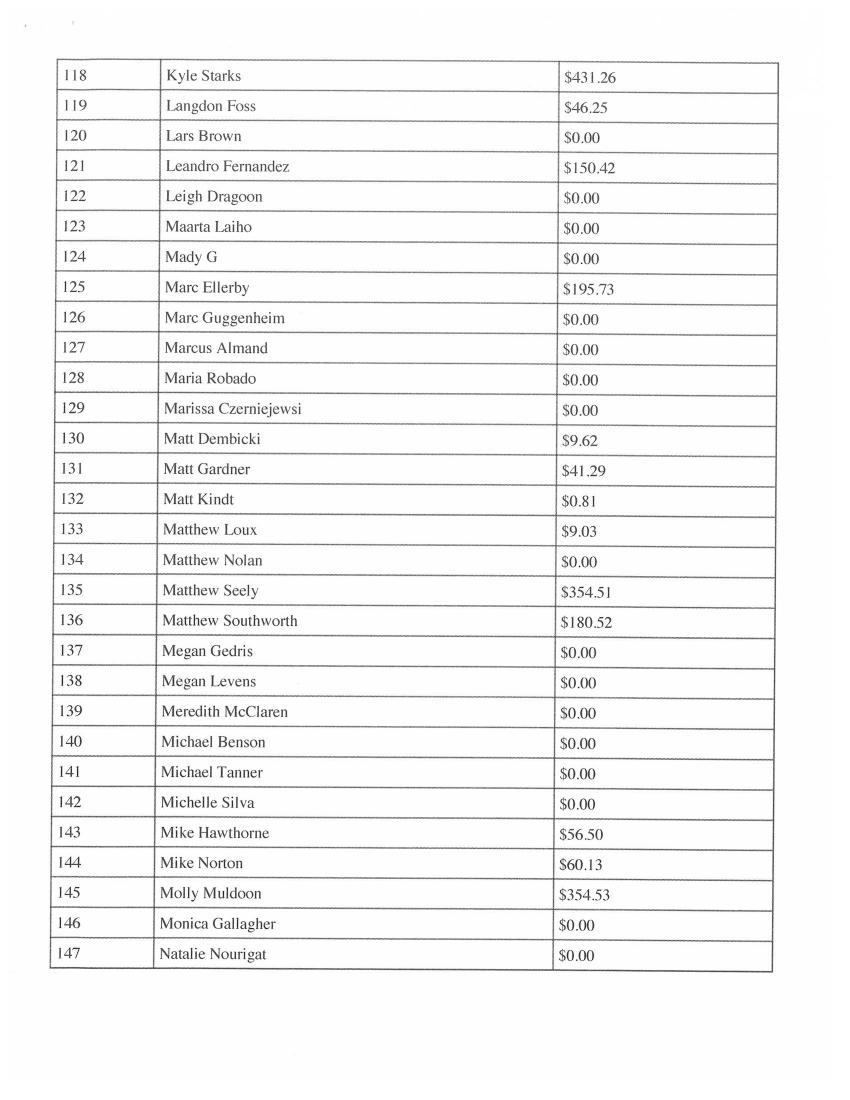 118 Kyle Starks $431.26
119 Langdon Foss $46.25
120 Lars Brown $0.00
121 Leandro Fernandez $150.42
122 Leigh Dragoon $0.00
123 Maarta Laiho $0.00
124 Mady G $0.00
125 Marc Ellerby $195.73
126 Marc Guggenheim $0.00
127 Marcus Almand $0.00
128 Maria Robado $0.00
129 Marissa Czerniejewsi $0.00
130 Matt Dembicki $9.62
131 Matt Gardner $41.29
132 Matt Kindt $0.81
133 Matthew Loux $9.03
134 Matthew Nolan $0.00
135 Matthew Seely $354.51
136 Matthew Southworth $180.52
137 Megan Gedris $0.00
138 Megan Levens $0.00
139 Meredith McClaren $0.00
140 Michael Benson $0.00
141 Michael Tanner $0.00
142 Michelle Silva $0.00
143 Mike Hawthorne $56.50
144 Mike Norton $60.13
145 Molly Muldoon $354.53
146 Monica Gallagher $0.00
147 Natalie Nourigat $0.00